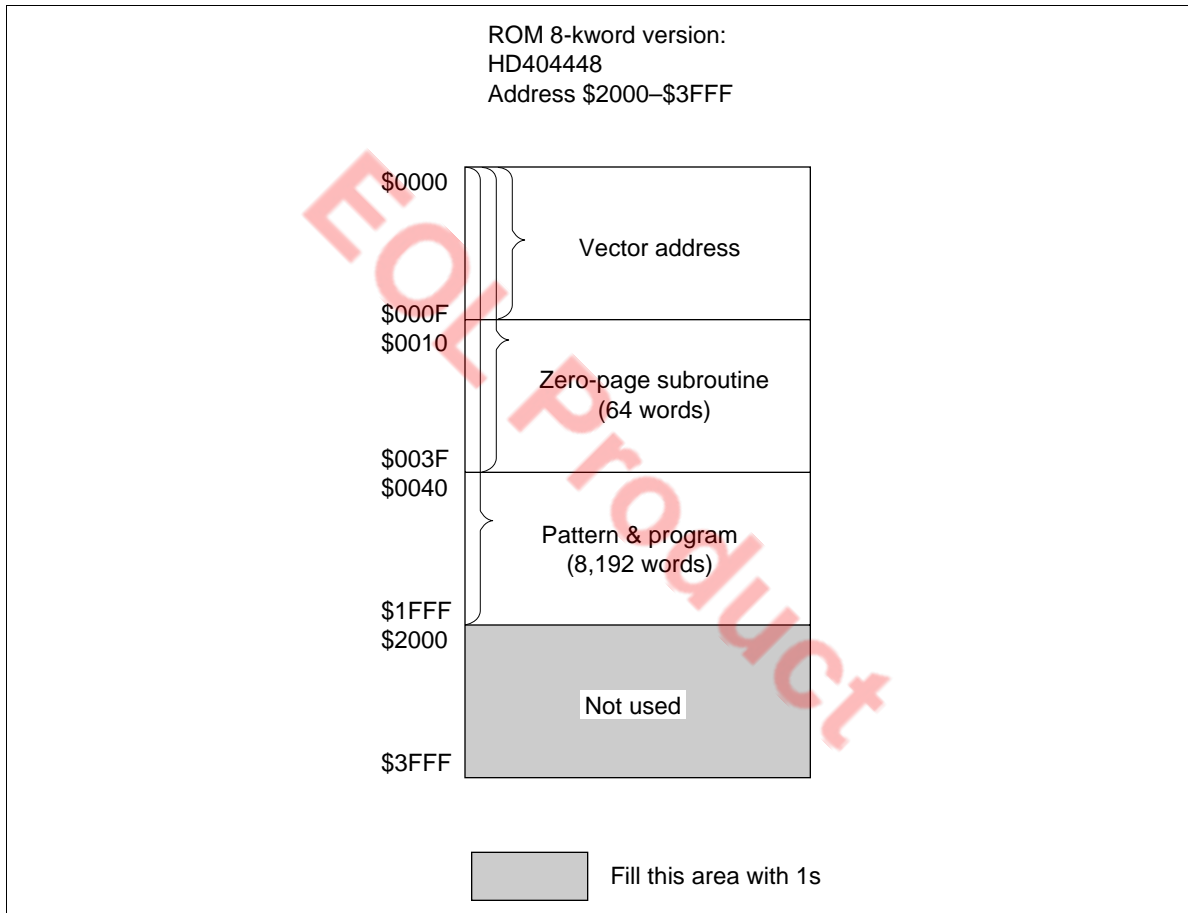 ROM 8-kword version:
HD404448
Address $2000–$3FFF
$0000
Vector address
$000F
$0010
Zero-page subroutine
(64 words)
$003F
$0040
Pattern & program
(8,192 words)
$1FFF
$2000
Not used
$3FFF
Fill this area with 1s
EOL Product